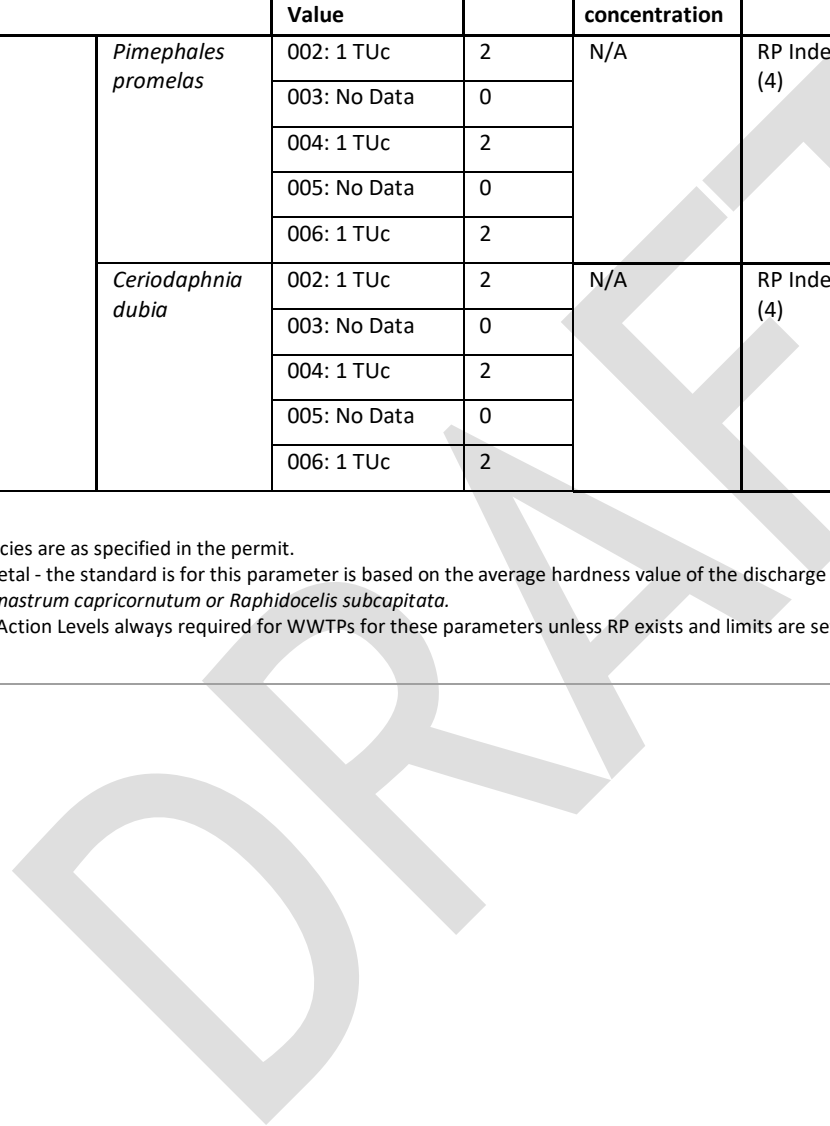 Value concentration
Pimephales 002: 1 TUc 2 N/A RP Inde
promelas (4)
003: No Data 0
004: 1 TUc 2
005: No Data 0
006: 1 TUc 2
Ceriodaphnia 002: 1 TUc 2 N/A RP Inde
dubia (4)
003: No Data 0
004: 1 TUc 2
005: No Data 0
006: 1 TUc 2
cies are as specified in the permit.
etal - the standard is for this parameter is based on the average hardness value of the discharge
nastrum capricornutum or Raphidocelis subcapitata.
Action Levels always required for WWTPs for these parameters unless RP exists and limits are se
DRAFT